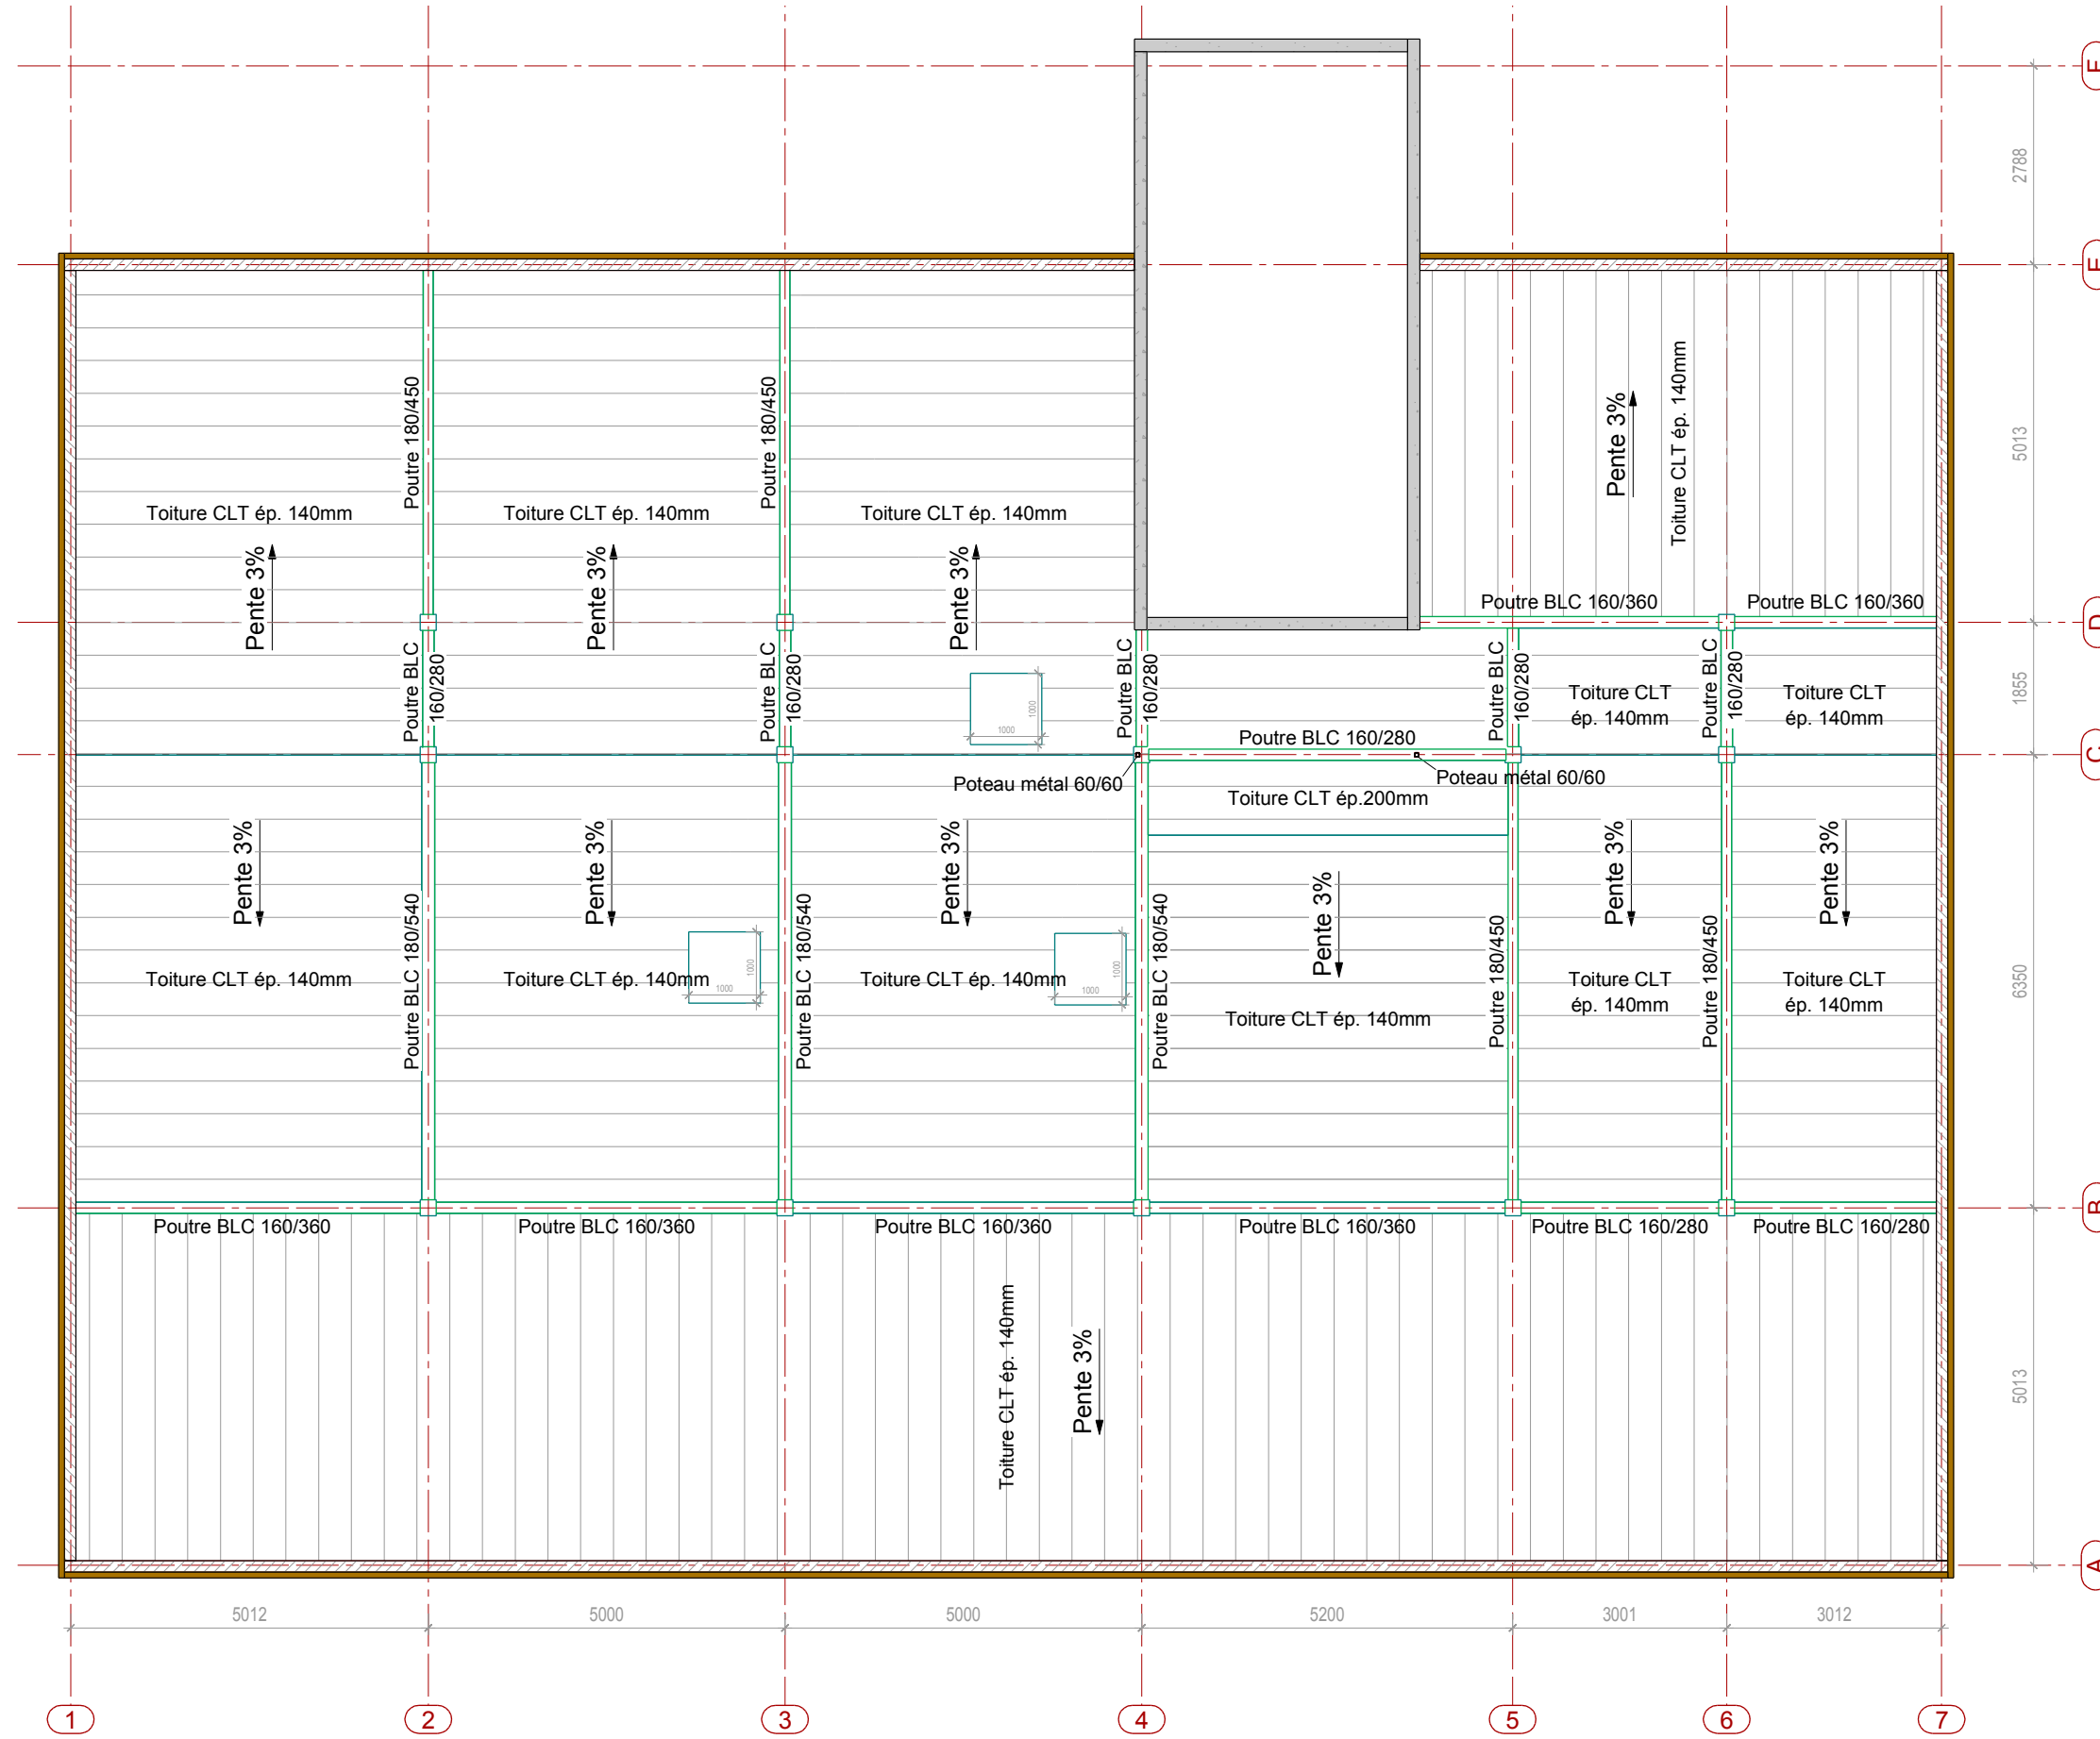 2788
5013
Poutre 180/450
Poutre 180/450
Pente 3%
Toiture CLT ép. 140mm
Toiture CLT ép. 140mm
Toiture CLT ép. 140mm
Toiture CLT ép. 140mm
Pente 3%
Pente 3%
Pente 3%
Poutre BLC 160/360
Poutre BLC 160/360
D
Poutre BLC
160/280
Poutre BLC
160/280
1000
1000
Poutre BLC
160/280
Poutre BLC
160/280
Toiture CLT
ép. 140mm
Poutre BLC
160/280
Toiture CLT
ép. 140mm
1855
Poutre BLC 160/280
C
Poteau métal 60/60
Poteau métal 60/60
Toiture CLT ép.200mm
Pente 3%
Pente 3%
Pente 3%
Pente 3%
Pente 3%
Pente 3%
Toiture CLT ép. 140mm
Poutre BLC 180/540
Toiture CLT ép. 140mm
1000
1000
Poutre BLC 180/540
Toiture CLT ép. 140mm
1000
1000
Poutre BLC 180/540
Toiture CLT ép. 140mm
Poutre 180/450
Toiture CLT
ép. 140mm
Poutre 180/450
Toiture CLT
ép. 140mm
6350
B
Poutre BLC 160/360
Poutre BLC 160/360
Poutre BLC 160/360
Poutre BLC 160/360
Poutre BLC 160/280
Poutre BLC 160/280
Toiture CLT ép. 140mm
Pente 3%
5013
A
5012
5000
5000
5200
3001
3012
1
2
3
4
5
6
7